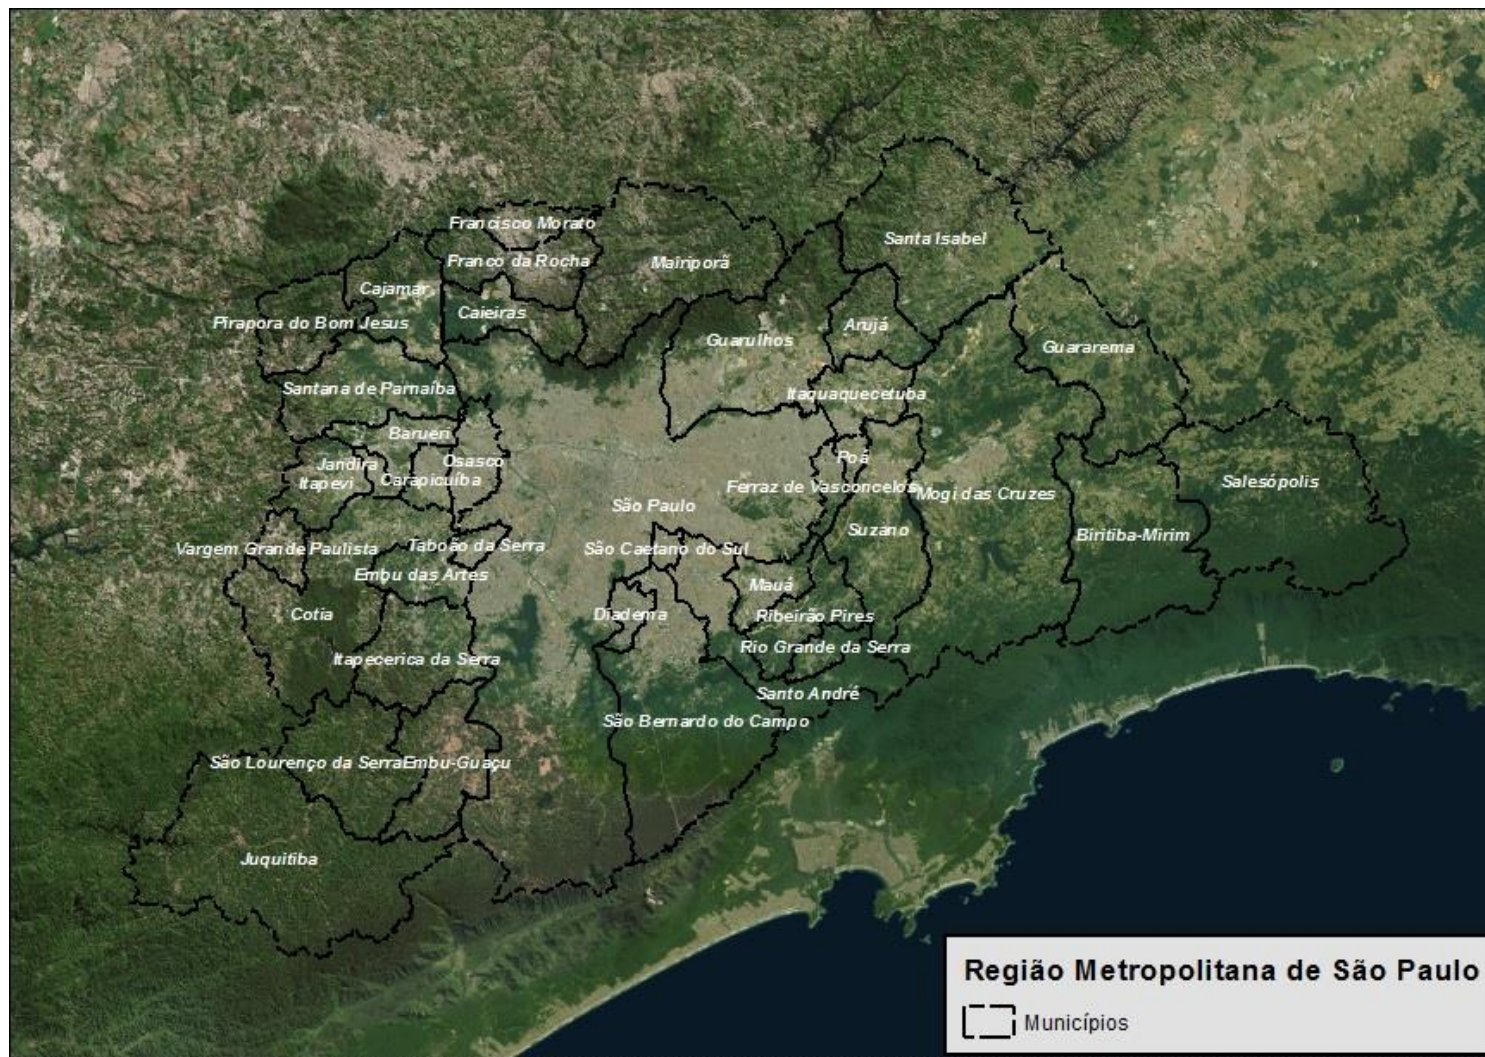 Francisco Morato
Santa Isabel
Franco da Rocha
Mairiporã
Cajamar
Caieiras
Pirapora do Bom Jesus
Arujá
Guarulhos
Guararema
Santana de Parnaíba
Itaquaquecetuba
Barueri
Poá
Osasco
Jandira
Itapevi
Carapicuíba
Ferraz de Vasconcelos
Mogi das Cruzes
Salesópolis
São Paulo
Suzano
Biritiba-Mirim
Vargem Grande Paulista
Taboão da Serra
São Caetano do Sul
Embu das Artes
Mauá
Cotia
Diadema
Ribeirão Pires
Rio Grande da Serra
Itapecerica da Serra
Santo André
São Bernardo do Campo
São Lourenço da Serra
Embu-Guaçu
Juquitiba
Região Metropolitana de São Paulo
Municípios